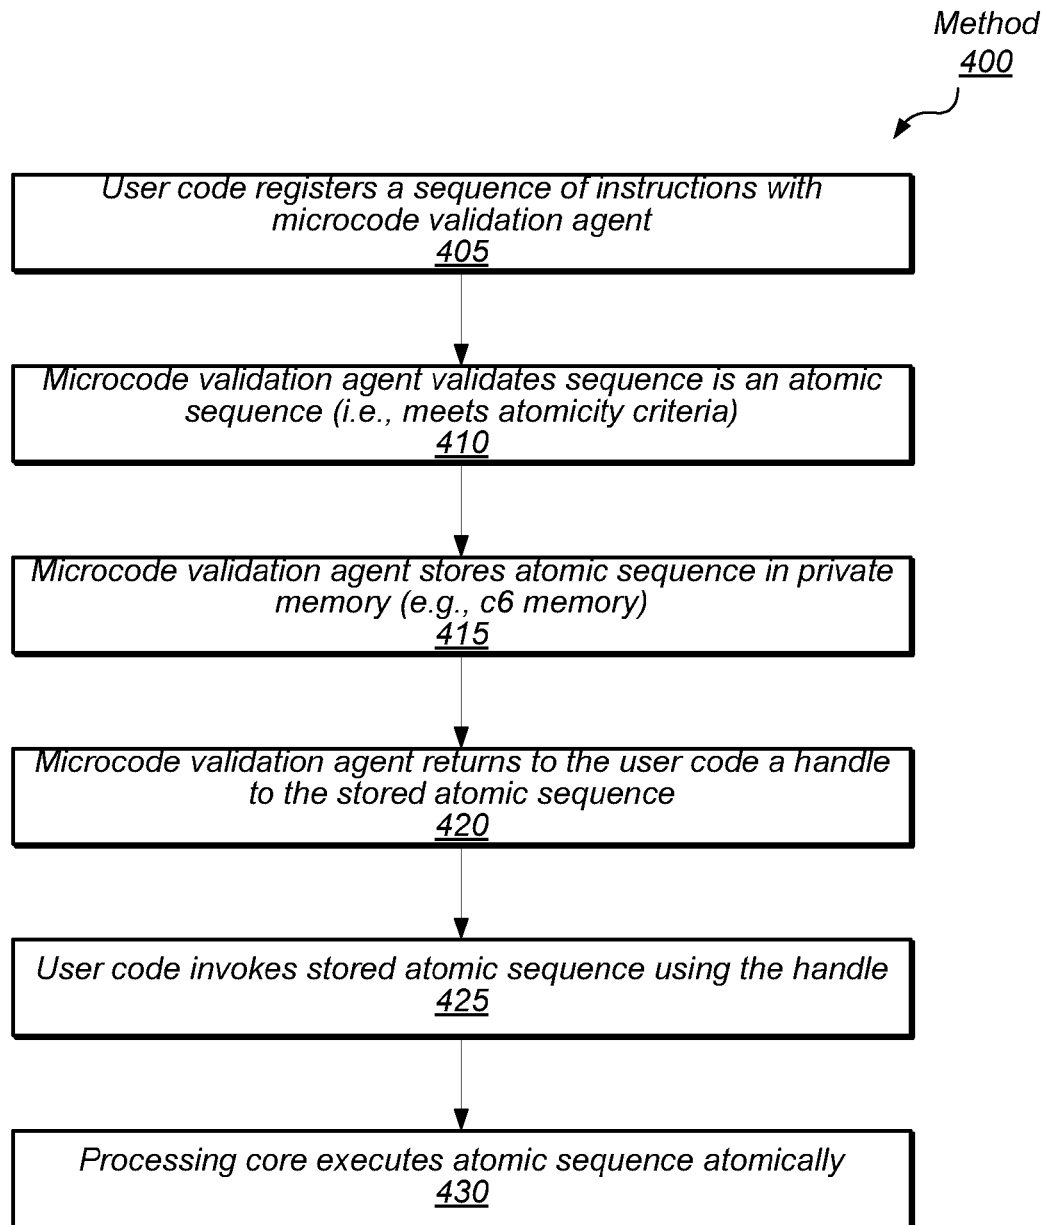 Method
400
User code registers a sequence of instructions with
microcode validation agent
405
Microcode validation agent validates sequence is an atomic
sequence (i.e., meets atomicity criteria)
410
Microcode validation agent stores atomic sequence in private
memory (e.g., c6 memory)
415
Microcode validation agent returns to the user code a handle
to the stored atomic sequence
420
User code invokes stored atomic sequence using the handle
425
Processing core executes atomic sequence atomically
430